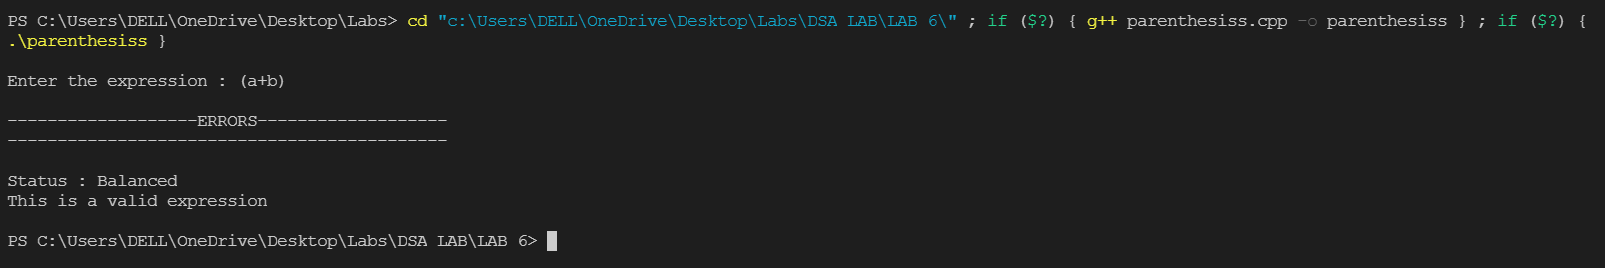 PS C:\Users\DELL\OneDrive\Desktop\Labs> cd "c:\Users\DELL\OneDrive\Desktop\Labs\DSA LAB\LAB 6\" ; if ($?) { g++ parenthesiss.cpp -o parenthesiss } ; if ($?) {
.\parenthesiss }
Enter the expression : (a+b)
-------------------ERRORS-------------------
--------------------------------------------
Status : Balanced
This is a valid expression
PS C:\Users\DELL\OneDrive\Desktop\Labs\DSA LAB\LAB 6>